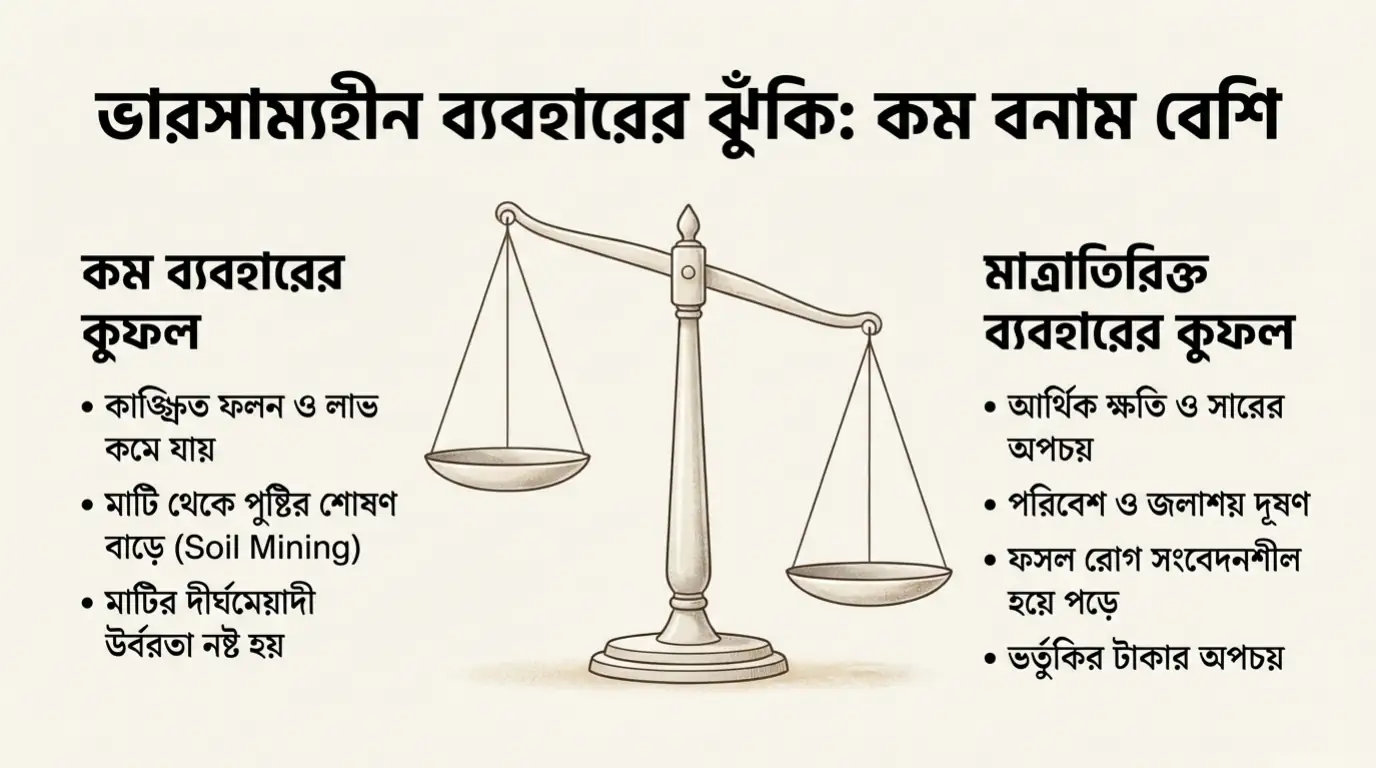 ভারসাম্যহীন ব্যবহারের ঝুঁকি: কম বনাম বেশি
কম ব্যবহারের
কুফল
• কাঙ্ক্ষিত ফলন ও লাভ
কমে যায়
• মাটি থেকে পুষ্টির শোষণ
বাড়ে (Soil Mining)
• মাটির দীর্ঘমেয়াদী
উর্বরতা নষ্ট হয়
মাত্রাতিরিক্ত
ব্যবহারের কুফল
• আর্থিক ক্ষতি ও সারের
অপচয়
• পরিবেশ ও জলাশয় দূষণ
• ফসল রোগ সংবেদনশীল
হয়ে পড়ে
• ভর্তুকির টাকার অপচয়